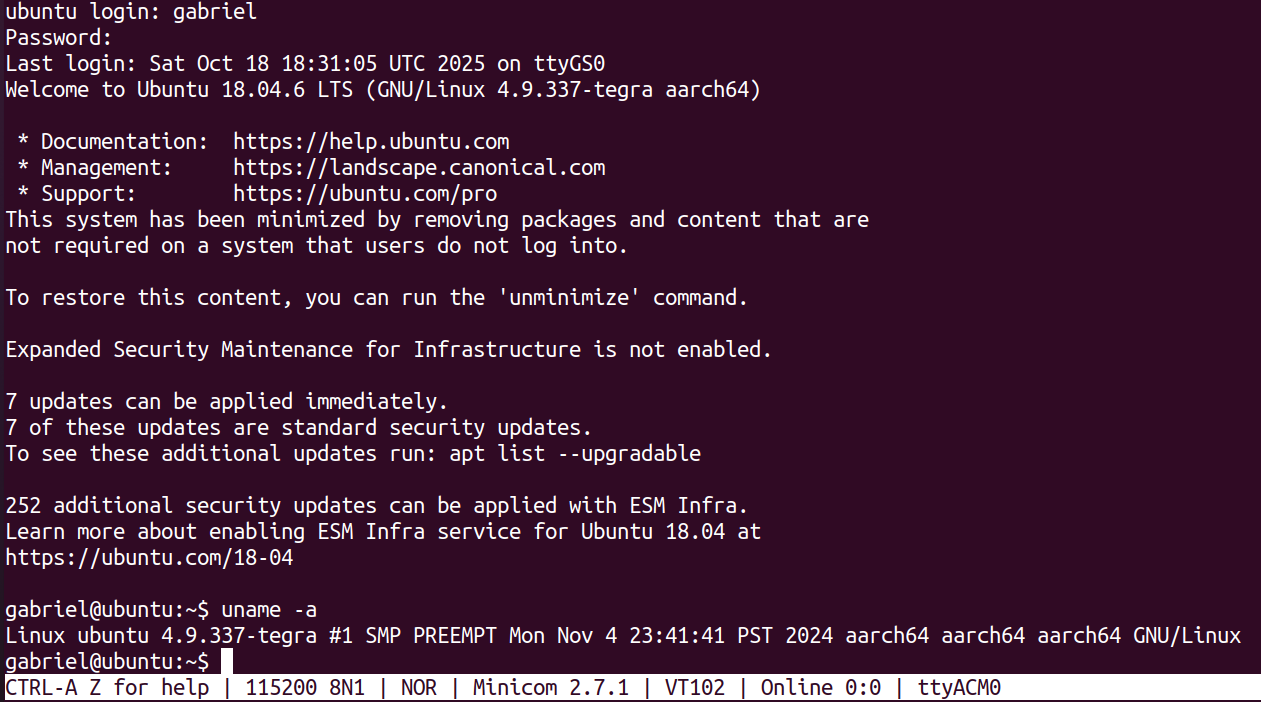 ubuntu login: gabriel
Password:
Last login: Sat Oct 18 18:31:05 UTC 2025 on ttyGS0
Welcome to Ubuntu 18.04.6 LTS (GNU/Linux 4.9.337-tegra aarch64)
* Documentation:  https://help.ubuntu.com
* Management:     https://landscape.canonical.com
* Support:        https://ubuntu.com/pro
This system has been minimized by removing packages and content that are
not required on a system that users do not log into.
To restore this content, you can run the 'unminimize' command.
Expanded Security Maintenance for Infrastructure is not enabled.
7 updates can be applied immediately.
7 of these updates are standard security updates.
To see these additional updates run: apt list --upgradable
252 additional security updates can be applied with ESM Infra.
Learn more about enabling ESM Infra service for Ubuntu 18.04 at
https://ubuntu.com/18-04
gabriel@ubuntu:~$ uname -a
Linux ubuntu 4.9.337-tegra #1 SMP PREEMPT Mon Nov 4 23:41:41 PST 2024 aarch64 aarch64 aarch64 GNU/Linux
gabriel@ubuntu:~$
CTRL-A Z for help | 115200 8N1 | NOR | Minicom 2.7.1 | VT102 | Online 0:0 | ttyACM0